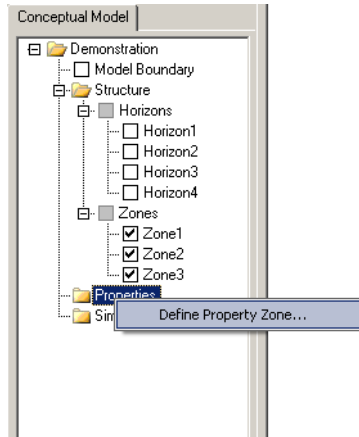 Conceptual Model
Demonstration
Model Boundary
Structure
Horizons
Horizon1
Horizon2
Horizon3
Horizon4
Zones
Zone1
Zone2
Zone3
Properties
Define Property Zone...